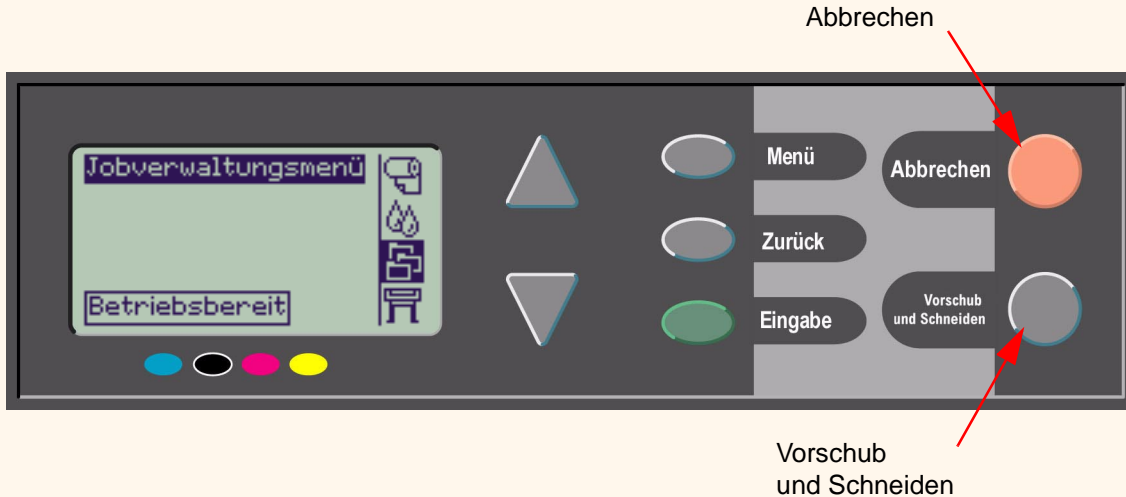 Abbrechen
Jobverwaltungsmenü
Betriebsbereit
Menü
Zurück
Eingabe
Abbrechen
Vorschub
und Schneiden
Vorschub
und Schneiden